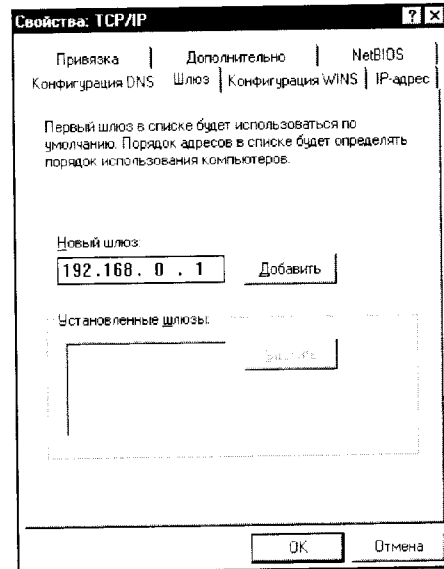 Свойства: TCP/IP
Привязка Дополнительно NetBIOS
Конфигурация DNS Шлюз Конфигурация WINS IP-адрес
Первый шлюз в списке будет использоваться по
умолчанию. Порядок адресов в списке будет определять
порядок использования компьютеров.
Новый шлюз:
192.168. 0 . 1 Добавить
Установленные шлюзы:
OK Отмена